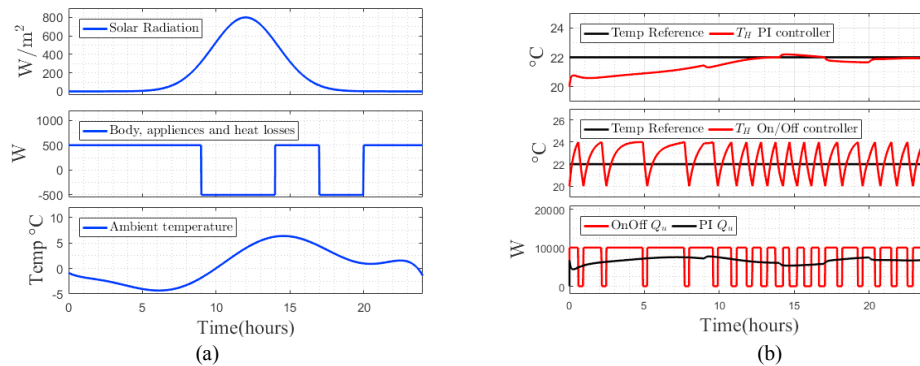 W/m²
800
600
400
200
0
Solar Radiation
W
1000
500
0
-500
Body, appliences and heat losses
Temp °C
10
5
0
-5
Ambient temperature
0 5 10 15 20
Time(hours)
(a)
°C
24
22
20
Temp Reference T_H PI controller
°C
26
24
22
20
Temp Reference T_H On/Off controller
W
20000
10000
0
OnOff Q_u PI Q_u
0 5 10 15 20
Time(hours)
(b)